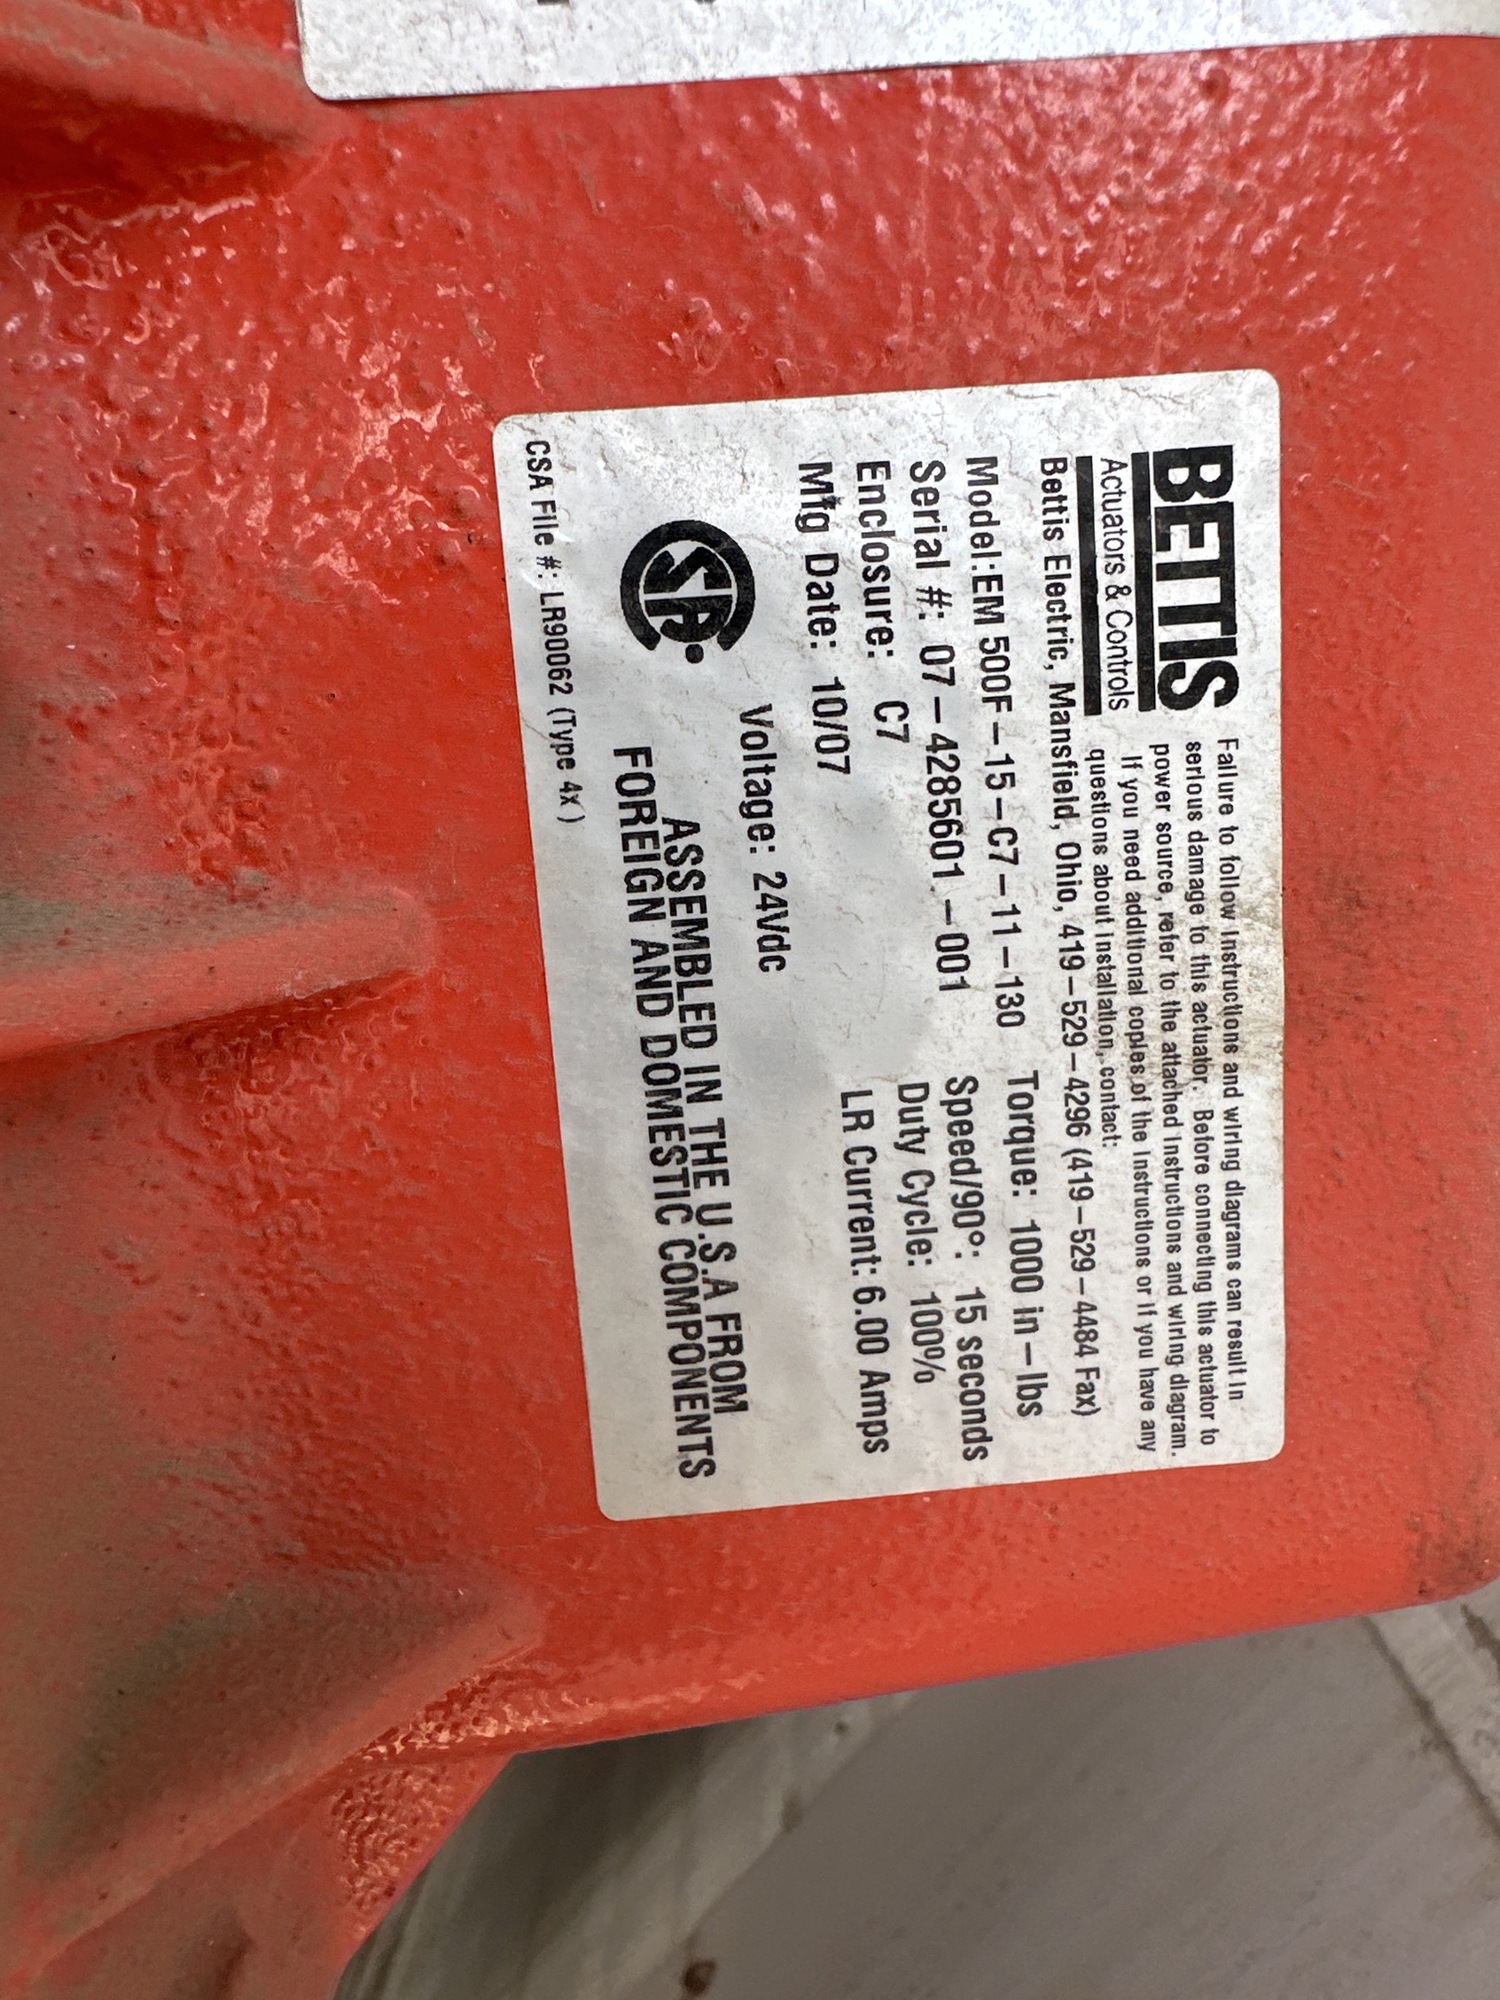 BETTIS
Actuators & Controls
Failure to follow instructions and wiring diagrams can result in
serious damage to this actuator. Before connecting this actuator to
power source, refer to the attached instructions and wiring diagram.
If you need additional copies of the instructions or if you have any
questions about installation, contact:
Bettis Electric, Mansfield, Ohio, 419-529-4296 (419-529-4484 Fax)
Model: EM 500F-15-C7-11-130 Torque: 1000 in-lbs
Serial #: 07-4285601-001 Speed/90°: 15 seconds
Enclosure: C7 Duty Cycle: 100%
Mfg Date: 10/07 LR Current: 6.00 Amps
Voltage: 24Vdc
SA
ASSEMBLED IN THE U.S.A FROM
FOREIGN AND DOMESTIC COMPONENTS
CSA File #: LR90062 (Type 4x)